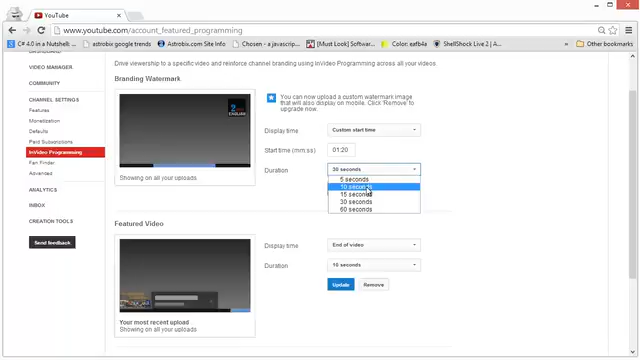 YouTube
www.youtube.com/account_featured_programming
C# 4.0 in a Nutshell:
astrobix google trends
Astrobix.com Site Info
Chosen - a javascrip...
[Must Look] Software...
Color: eaf6a4
ShellShock Live 2 | A...
Other bookmarks
VIDEO MANAGER
COMMUNITY
CHANNEL SETTINGS
Features
Monetization
Defaults
Paid Subscriptions
InVideo Programming
Fan Finder
Advanced
ANALYTICS
INBOX
CREATION TOOLS
Send feedback
Drive viewership to a specific video and reinforce channel branding using InVideo Programming across all your videos.
Branding Watermark
Showing on all your uploads
You can now upload a custom watermark image
that will also display on mobile. Click 'Remove' to
upgrade now.
Display time
Custom start time
Start time (mm:ss)
01:20
Duration
30 seconds
5 seconds
10 seconds
15 seconds
30 seconds
60 seconds
Featured Video
Your most recent upload
Showing on all your uploads
Display time
End of video
Duration
10 seconds
Update
Remove